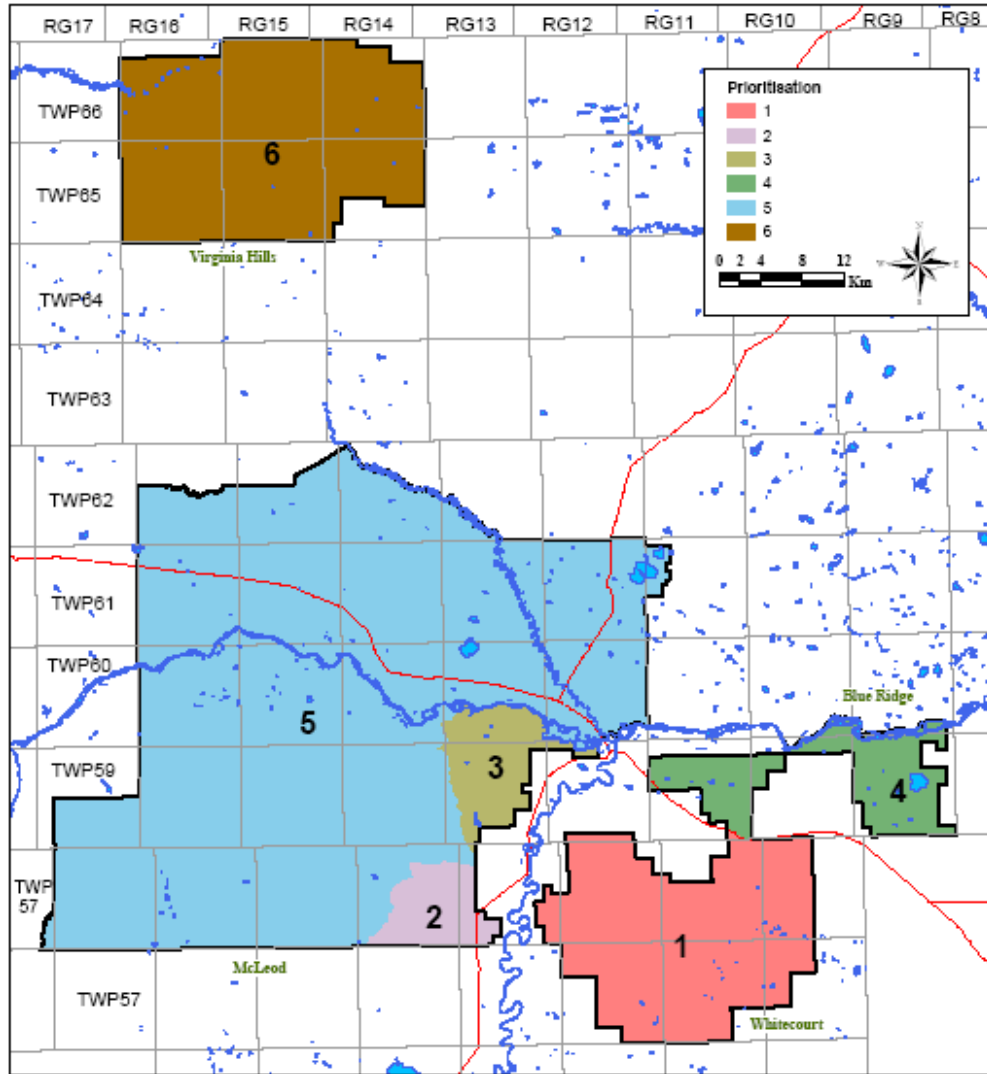 RG17 RG16 RG15 RG14 RG13 RG12 RG11 RG10 RG9 RG8
Prioritisation
1
2
3
4
5
6
N
W E
S
0 2 4 8 12
Km
TWP66
6
TWP65
Virginia Hills
TWP64
TWP63
TWP62
TWP61
TWP60
Blue Ridge
5
3
TWP59
4
TWP
57
2
1
McLeod
TWP57
Whitecourt